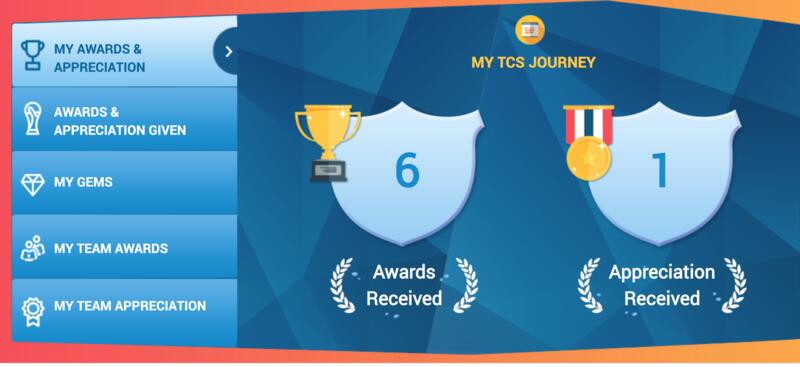 MY AWARDS &
APPRECIATION
AWARDS &
APPRECIATION GIVEN
MY GEMS
MY TEAM AWARDS
MY TEAM APPRECIATION
MY TCS JOURNEY
6
Awards
Received
1
Appreciation
Received